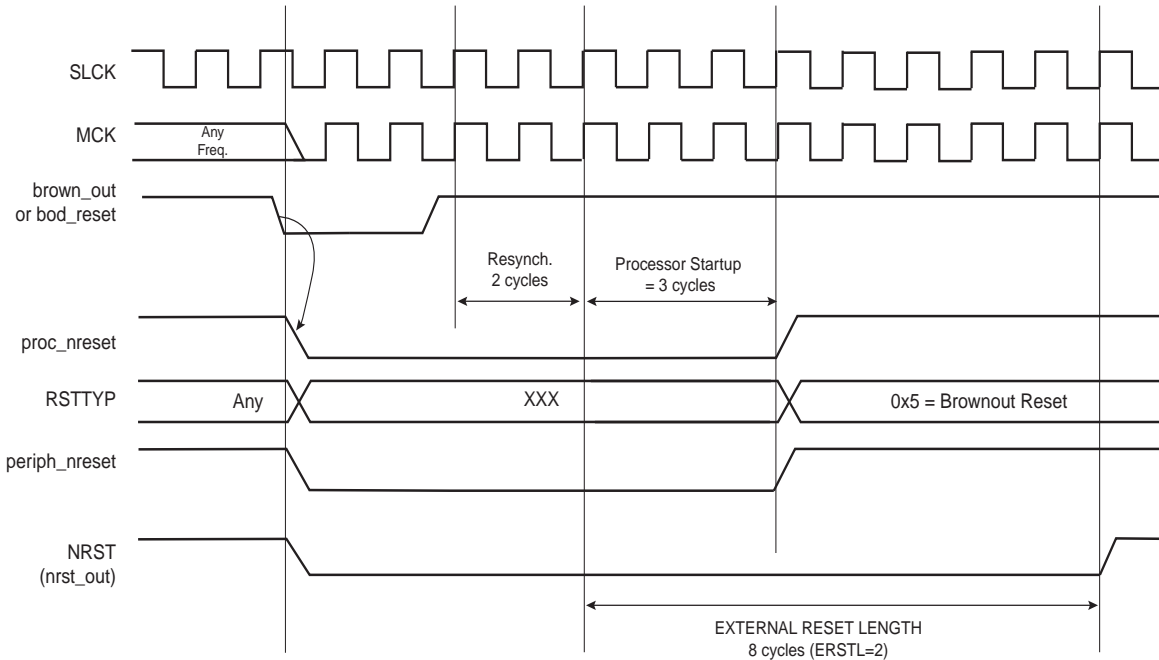 SLCK
MCK
Any
Freq.
brown_out
or bod_reset
Resynch.
2 cycles
Processor Startup
= 3 cycles
proc_nreset
RSTTYP
Any
XXX
0x5 = Brownout Reset
periph_nreset
NRST
(nrst_out)
EXTERNAL RESET LENGTH
8 cycles (ERSTL=2)